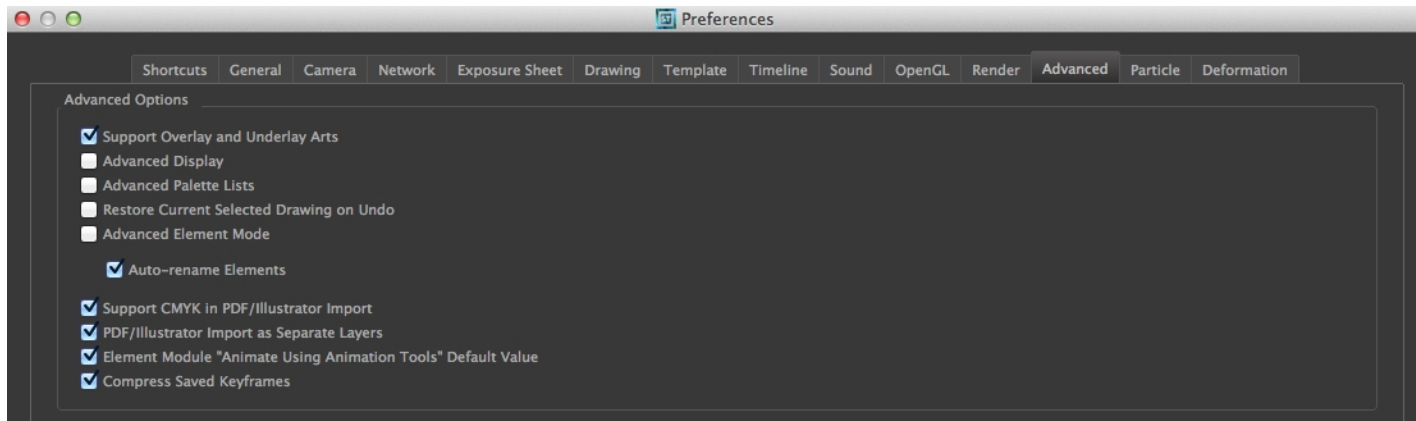 Preferences
Shortcuts General Camera Network Exposure Sheet Drawing Template Timeline Sound OpenGL Render Advanced Particle Deformation
Advanced Options
Support Overlay and Underlay Arts
Advanced Display
Advanced Palette Lists
Restore Current Selected Drawing on Undo
Advanced Element Mode
Auto-rename Elements
Support CMYK in PDF/Illustrator Import
PDF/Illustrator Import as Separate Layers
Element Module "Animate Using Animation Tools" Default Value
Compress Saved Keyframes